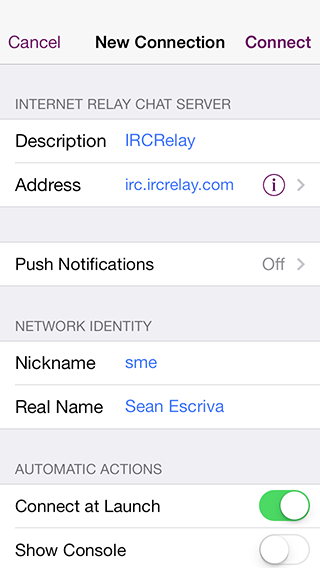 Cancel New Connection Connect
INTERNET RELAY CHAT SERVER
Description IRCRelay
Address irc.ircrelay.com
Push Notifications Off
NETWORK IDENTITY
Nickname sme
Real Name Sean Escriva
AUTOMATIC ACTIONS
Connect at Launch
Show Console